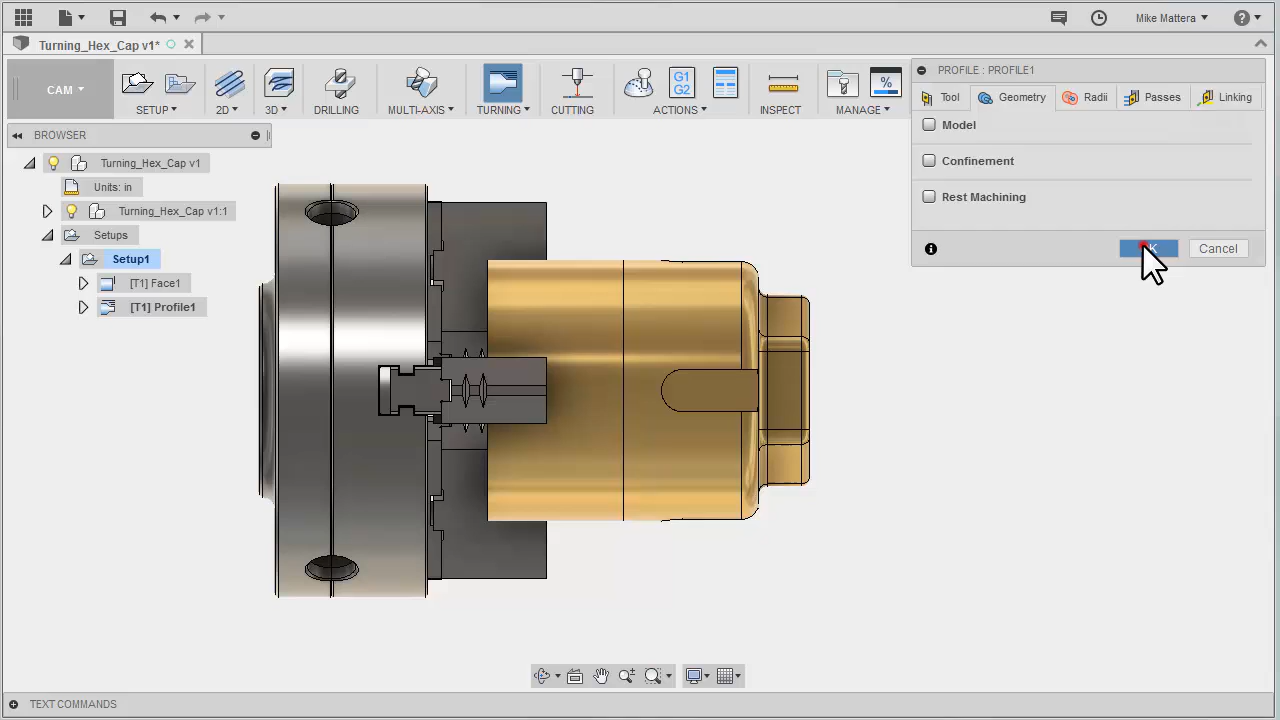 Mike Mattera
Turning_Hex_Cap v1*
CAM
SETUP
2D
3D
DRILLING
MULTI-AXIS
TURNING
CUTTING
G1
G2
ACTIONS
INSPECT
%
MANAGE
PROFILE : PROFILE1
Tool
Geometry
Radii
Passes
Linking
Model
Confinement
Rest Machining
Cancel
BROWSER
Turning_Hex_Cap v1
Units: in
Turning_Hex_Cap v1:1
Setups
Setup1
[T1] Face1
[T1] Profile1
TEXT COMMANDS